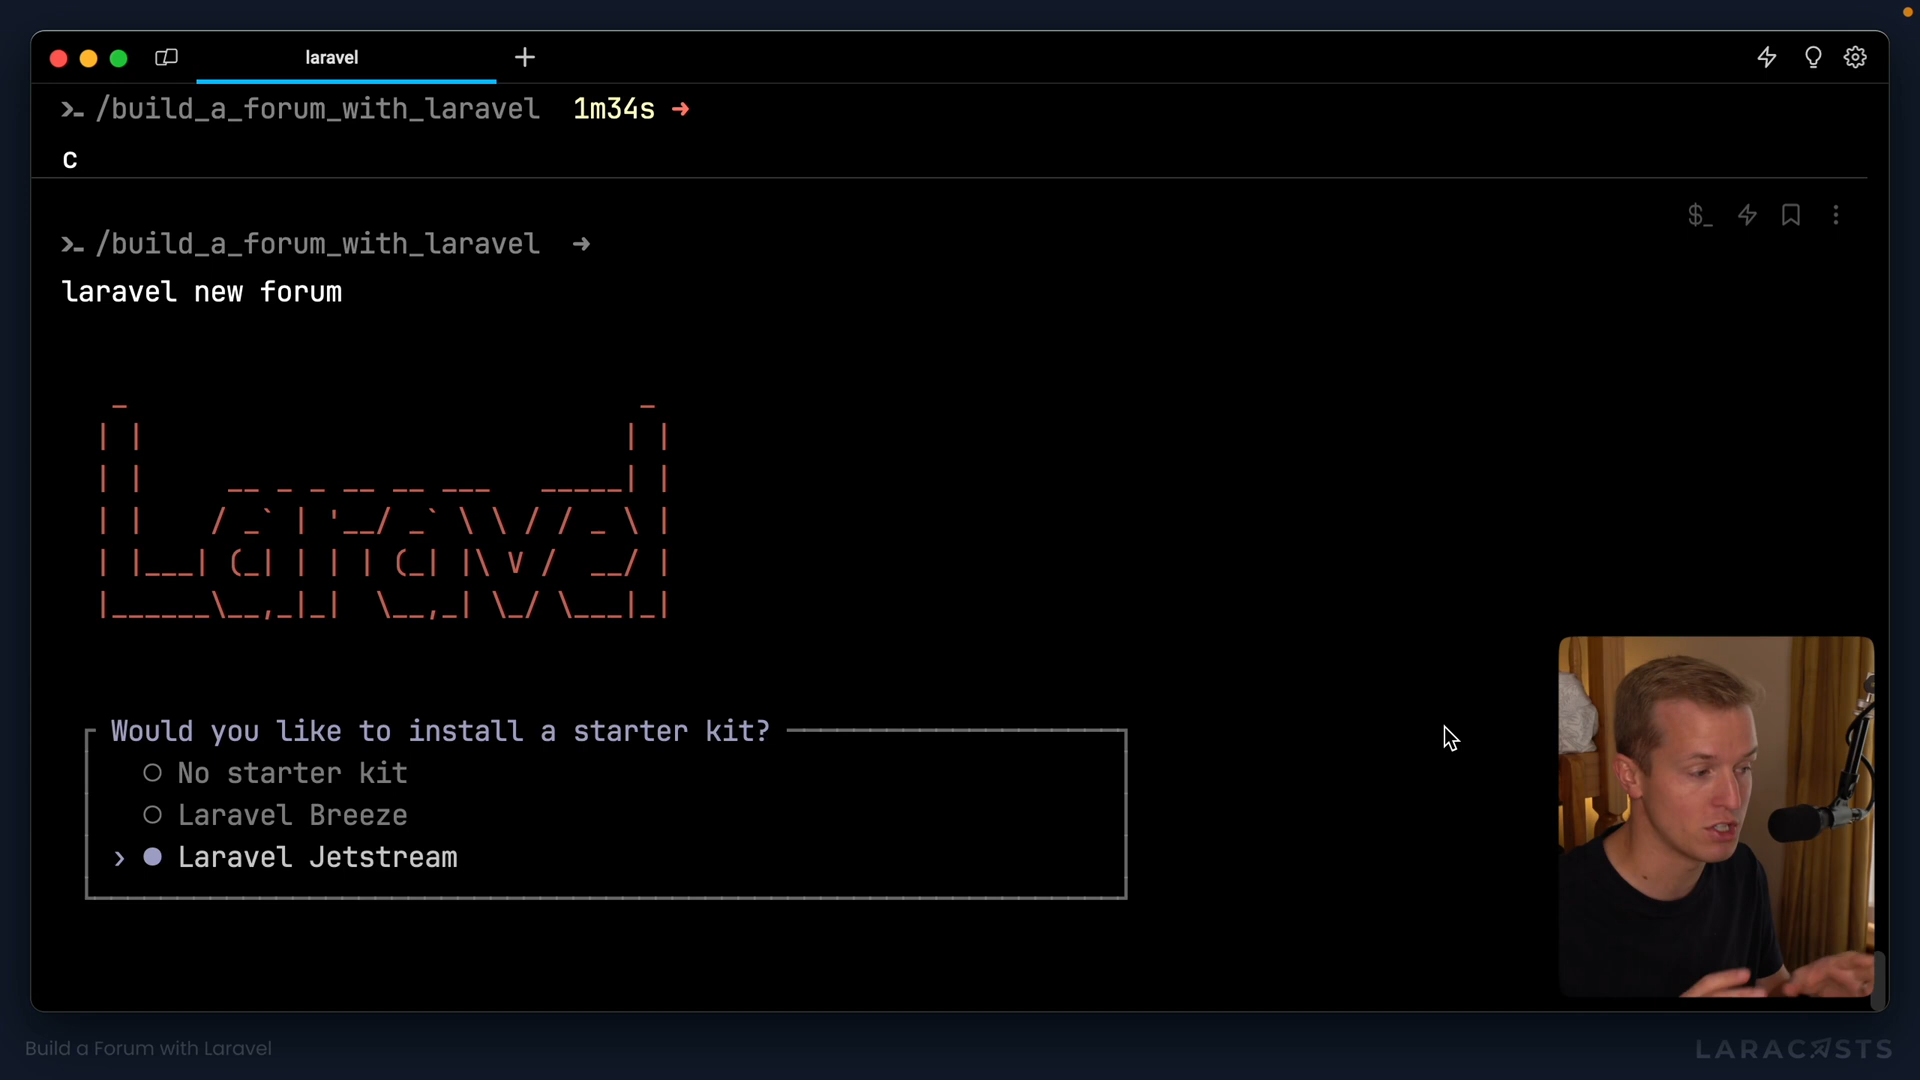 laravel
/build_a_forum_with_laravel 1m34s ➜
c
/build_a_forum_with_laravel ➜
laravel new forum
Laravel
Would you like to install a starter kit?
○ No starter kit
○ Laravel Breeze
› ● Laravel Jetstream
Build a Forum with Laravel
LARACASTS